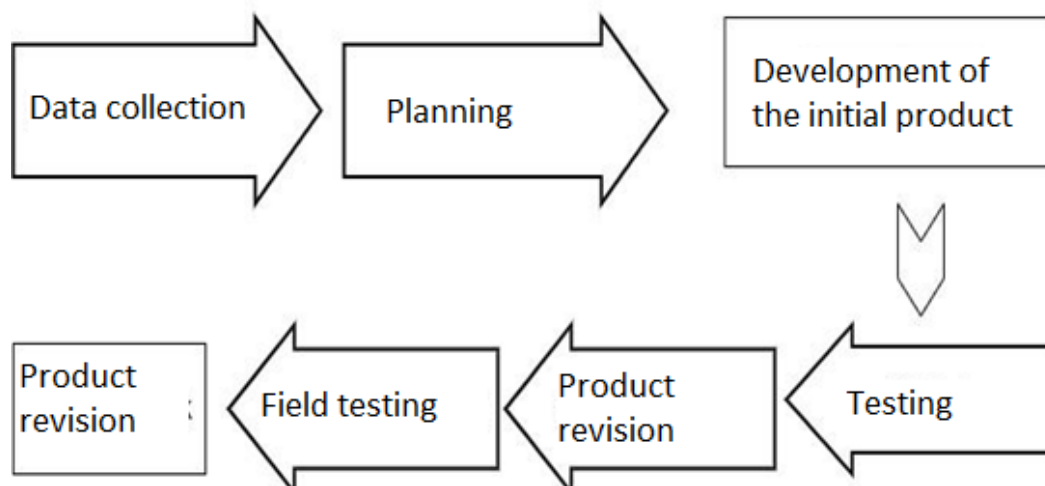 Data collection
Planning
Development of
the initial product
Testing
Product
revision
Field testing
Product
revision